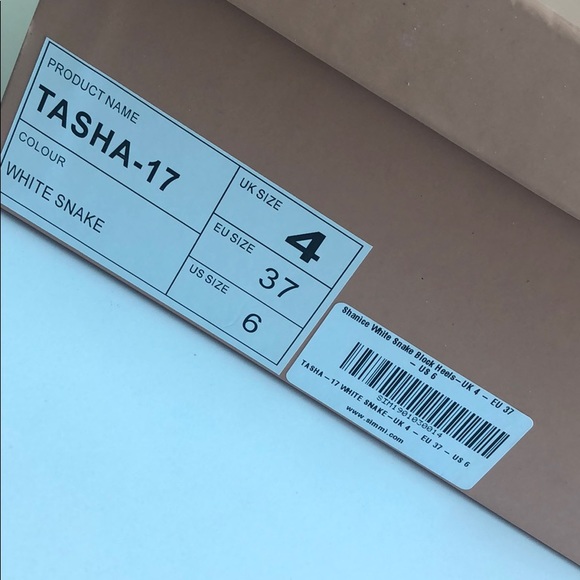 PRODUCT NAME
TASHA-17
COLOUR
WHITE SNAKE
UK SIZE
4
EU SIZE
37
US SIZE
6
Shanice White Snake Block Heels-UK 4 - EU 37
- US 6
SIM1901030014
TASHA-17 WHITE SNAKE-UK 4 - EU 37 - US 6
www.simmi.com